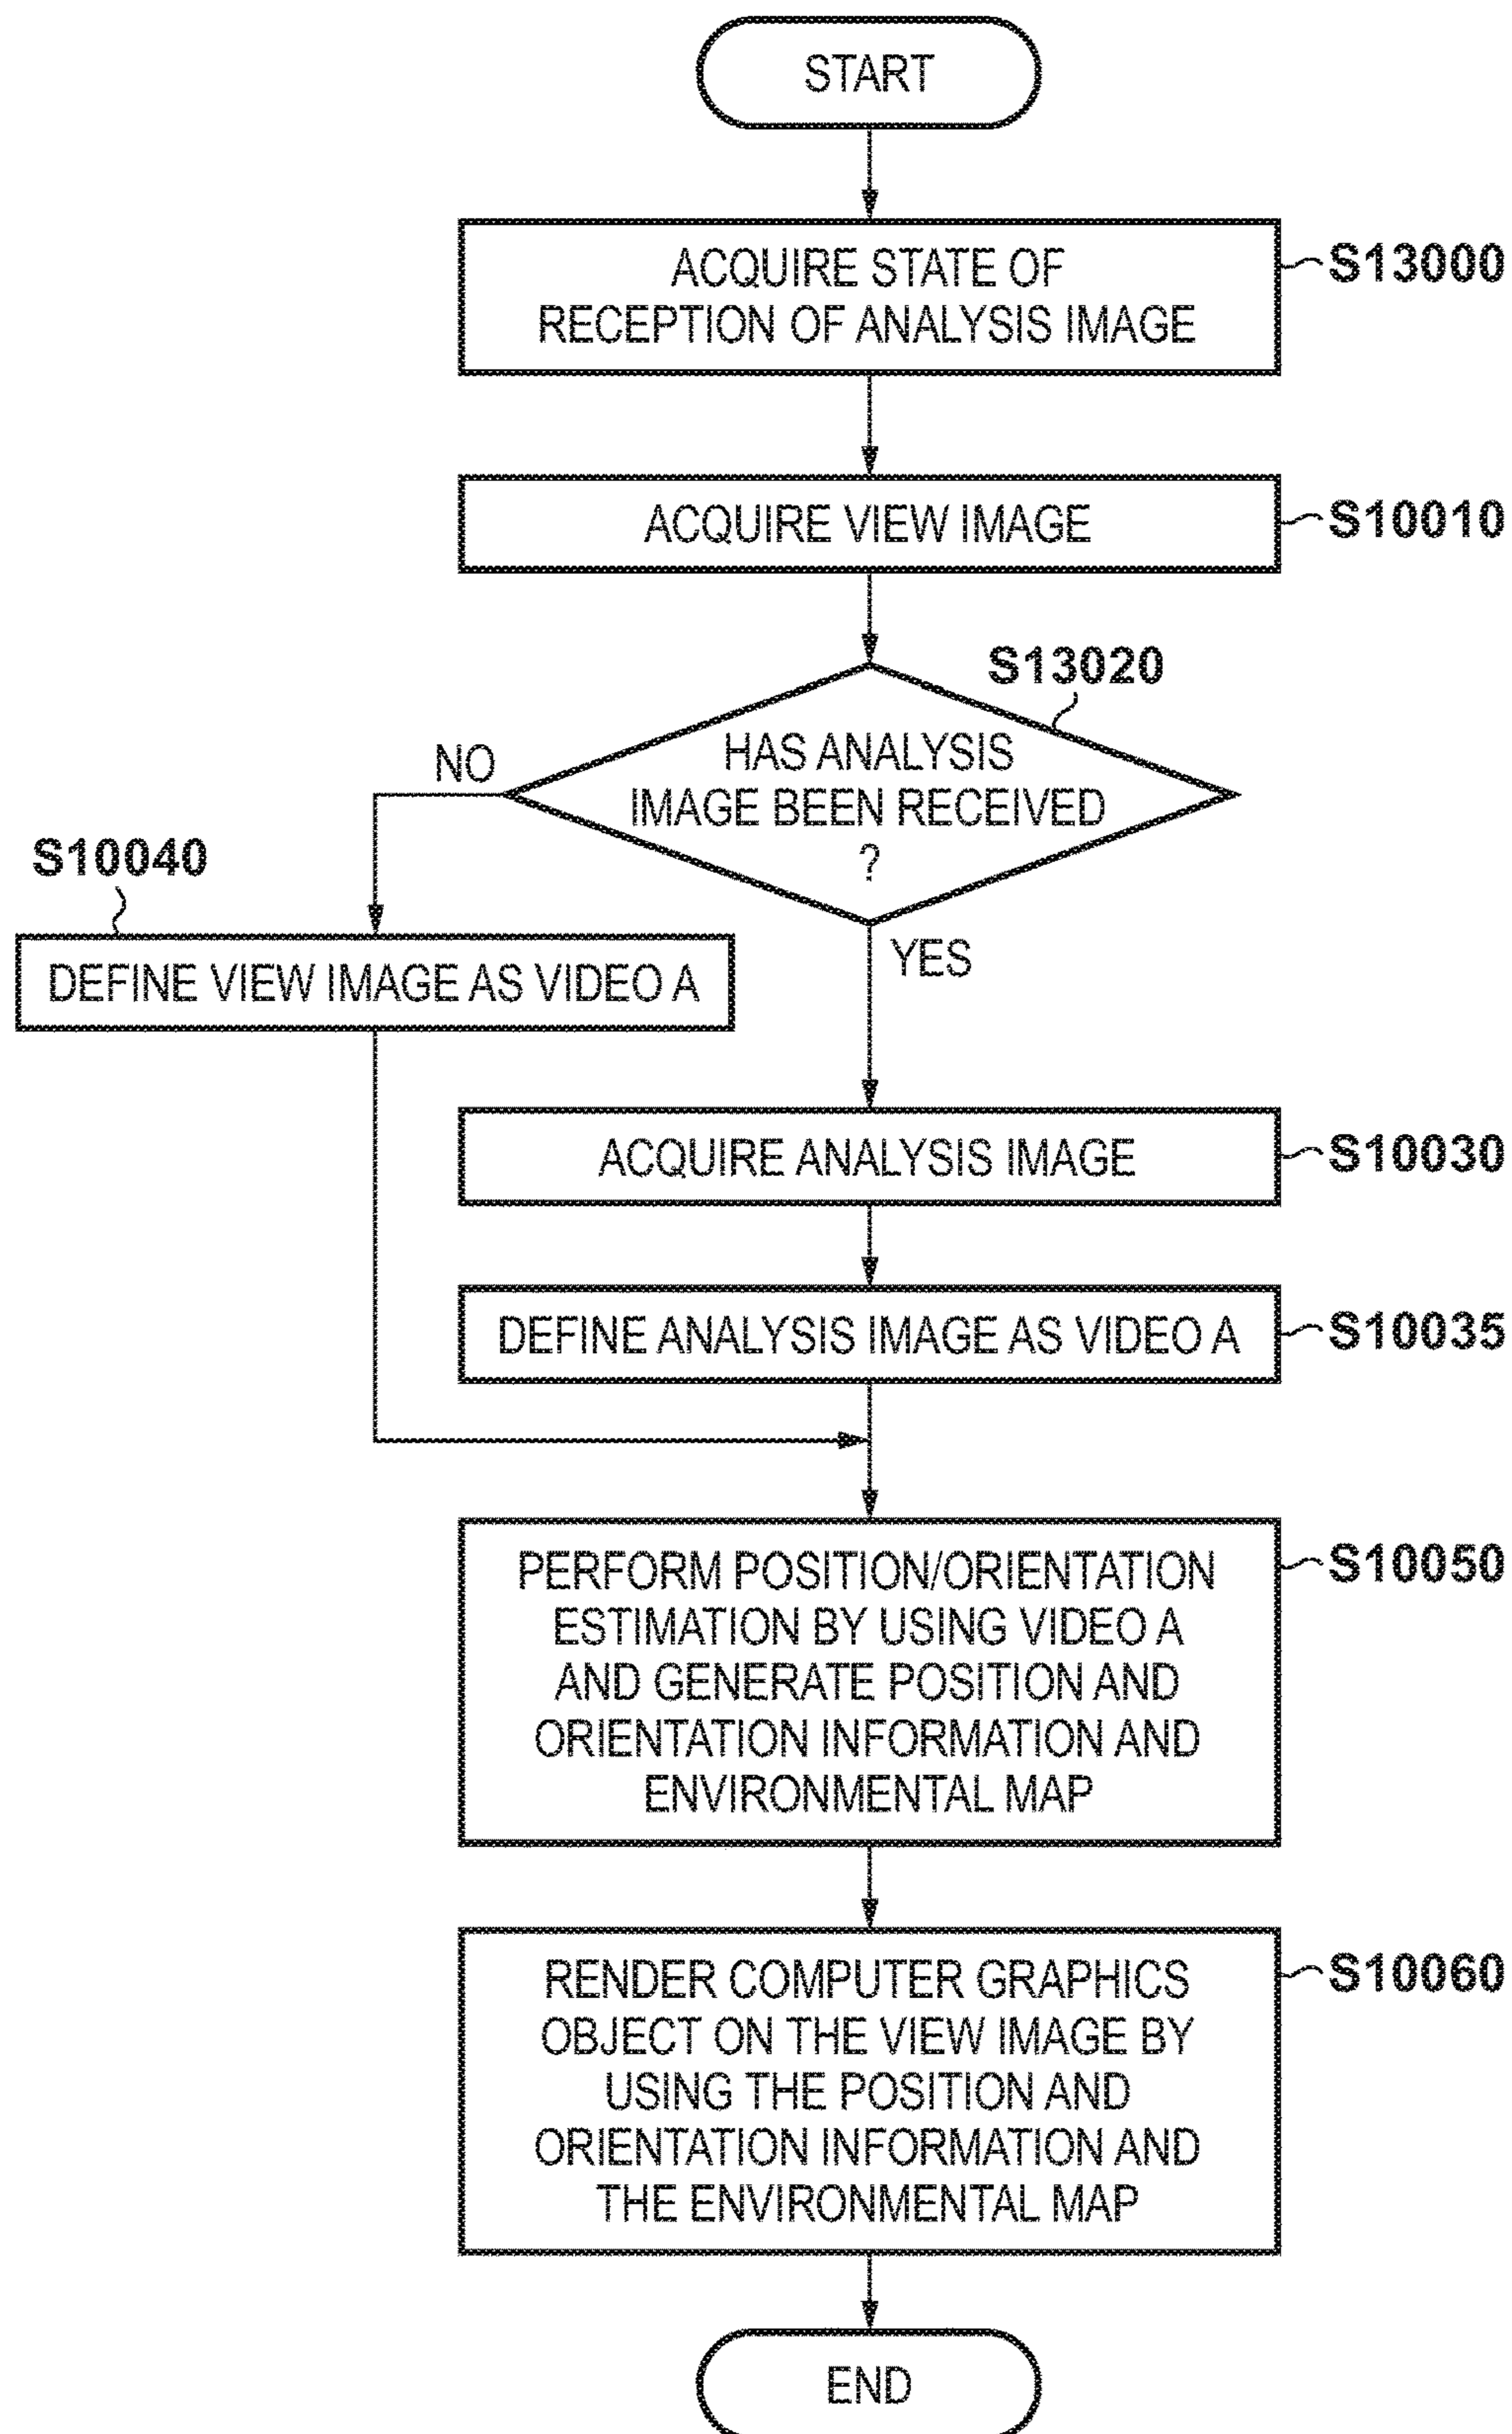 START
ACQUIRE STATE OF
RECEPTION OF ANALYSIS IMAGE
S13000
ACQUIRE VIEW IMAGE
S10010
S13020
HAS ANALYSIS
IMAGE BEEN RECEIVED
?
NO
YES
S10040
DEFINE VIEW IMAGE AS VIDEO A
ACQUIRE ANALYSIS IMAGE
S10030
DEFINE ANALYSIS IMAGE AS VIDEO A
S10035
PERFORM POSITION/ORIENTATION
ESTIMATION BY USING VIDEO A
AND GENERATE POSITION AND
ORIENTATION INFORMATION AND
ENVIRONMENTAL MAP
S10050
RENDER COMPUTER GRAPHICS
OBJECT ON THE VIEW IMAGE BY
USING THE POSITION AND
ORIENTATION INFORMATION AND
THE ENVIRONMENTAL MAP
S10060
END